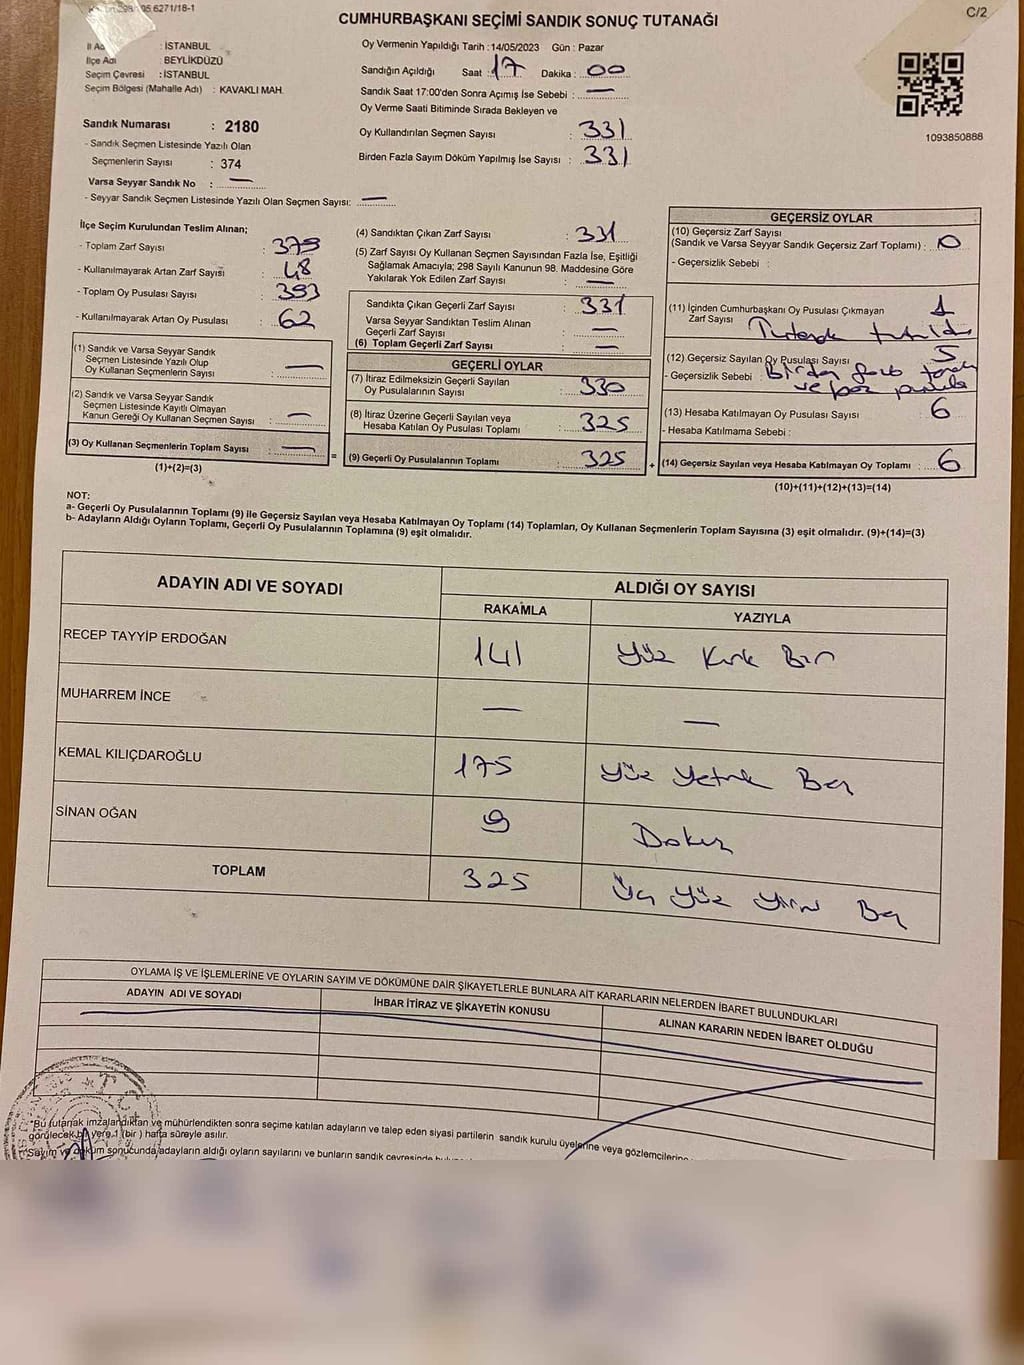 CUMHURBAŞKANI SEÇİMİ SANDIK SONUÇ TUTANAĞI
C/2
6271/18-1
: İSTANBUL
İlçe Adı : BEYLİKDÜZÜ
Seçim Çevresi : İSTANBUL
Seçim Bölgesi (Mahalle Adı) : KAVAKLI MAH.
Sandık Numarası : 2180
- Sandık Seçmen Listesinde Yazılı Olan
Seçmenlerin Sayısı : 374
Varsa Seyyar Sandık No : —
- Seyyar Sandık Seçmen Listesinde Yazılı Olan Seçmen Sayısı: —
Oy Vermenin Yapıldığı Tarih : 14/05/2023 Gün : Pazar
Sandığın Açıldığı Saat : 17 Dakika : 00
Sandık Saat 17:00'den Sonra Açımış İse Sebebi : —
Oy Verme Saati Bitiminde Sırada Bekleyen ve
Oy Kullandırılan Seçmen Sayısı : 331
Birden Fazla Sayım Döküm Yapılmış İse Sayısı : 331
1093850888
İlçe Seçim Kurulundan Teslim Alınan;
- Toplam Zarf Sayısı : 379
- Kullanılmayarak Artan Zarf Sayısı : 48
- Toplam Oy Pusulası Sayısı : 393
- Kullanılmayarak Artan Oy Pusulası : 62
(1) Sandık ve Varsa Seyyar Sandık
Seçmen Listesinde Yazılı Olup
Oy Kullanan Seçmenlerin Sayısı : —
(2) Sandık ve Varsa Seyyar Sandık
Seçmen Listesinde Kayıtlı Olmayan
Kanun Gereği Oy Kullanan Seçmen Sayısı : —
(3) Oy Kullanan Seçmenlerin Toplam Sayısı : —
(1)+(2)=(3)
(4) Sandıktan Çıkan Zarf Sayısı : 331
(5) Zarf Sayısı Oy Kullanan Seçmen Sayısından Fazla İse, Eşitliği
Sağlamak Amacıyla; 298 Sayılı Kanunun 98. Maddesine Göre
Yakılarak Yok Edilen Zarf Sayısı : —
Sandıkta Çıkan Geçerli Zarf Sayısı : 331
Varsa Seyyar Sandıktan Teslim Alınan
Geçerli Zarf Sayısı : —
(6) Toplam Geçerli Zarf Sayısı : —
GEÇERLİ OYLAR
(7) İtiraz Edilmeksizin Geçerli Sayılan
Oy Pusulalarının Sayısı : 330
(8) İtiraz Üzerine Geçerli Sayılan veya
Hesaba Katılan Oy Pusulası Toplamı : 325
= (9) Geçerli Oy Pusulalarının Toplamı : 325
GEÇERSİZ OYLAR
(10) Geçersiz Zarf Sayısı
(Sandık ve Varsa Seyyar Sandık Geçersiz Zarf Toplamı) : 0
- Geçersizlik Sebebi :
(11) İçinden Cumhurbaşkanı Oy Pusulası Çıkmayan
Zarf Sayısı 1
Tutanak tutuldu
(12) Geçersiz Sayılan Oy Pusulası Sayısı 5
- Geçersizlik Sebebi : Birden fazla
ve boş pusula
(13) Hesaba Katılmayan Oy Pusulası Sayısı 6
- Hesaba Katılmama Sebebi :
+ (14) Geçersiz Sayılan veya Hesaba Katılmayan Oy Toplamı : 6
(10)+(11)+(12)+(13)=(14)
NOT:
a- Geçerli Oy Pusulalarının Toplamı (9) ile Geçersiz Sayılan veya Hesaba Katılmayan Oy Toplamı (14) Toplamları, Oy Kullanan Seçmenlerin Toplam Sayısına (3) eşit olmalıdır. (9)+(14)=(3)
b- Adayların Aldığı Oyların Toplamı, Geçerli Oy Pusulalarının Toplamına (9) eşit olmalıdır.
ADAYIN ADI VE SOYADI
ALDIĞI OY SAYISI
RAKAMLA YAZIYLA
RECEP TAYYİP ERDOĞAN 141 Yüz Kırk Bir
MUHARREM İNCE — —
KEMAL KILIÇDAROĞLU 175 Yüz Yetmiş Beş
SİNAN OĞAN 9 Dokuz
TOPLAM 325 Üç Yüz Yirmi Beş
OYLAMA İŞ VE İŞLEMLERİNE VE OYLARIN SAYIM VE DÖKÜMÜNE DAİR ŞİKAYETLERLE BUNLARA AİT KARARLARIN NELERDEN İBARET BULUNDUKLARI
ADAYIN ADI VE SOYADI İHBAR İTİRAZ VE ŞİKAYETİN KONUSU ALINAN KARARIN NEDEN İBARET OLDUĞU
*Bu tutanak imzalandıktan ve mühürlendikten sonra seçime katılan adayların ve talep eden siyasi partilerin sandık kurulu üyelerine veya gözlemcilerine
görülecek bir yere 1 (bir) hafta süreyle asılır.
*Sayım ve döküm sonucunda adayların aldığı oyların sayılarını ve bunların sandık çevresinde
T.C.